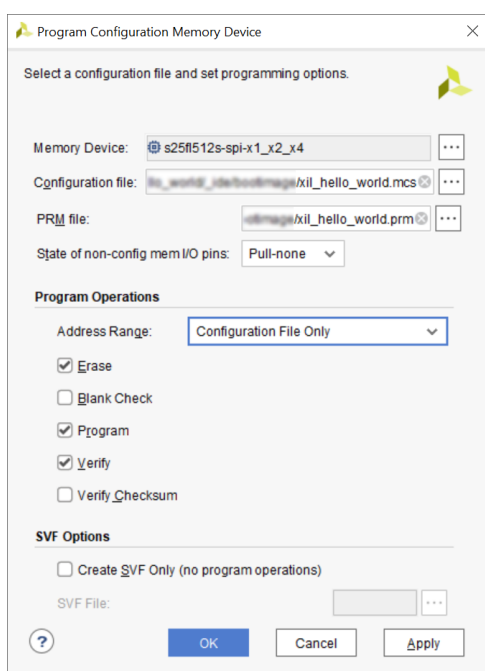 Program Configuration Memory Device
Select a configuration file and set programming options.
Memory Device: s25fl512s-spi-x1_x2_x4 ...
Configuration file: /xil_hello_world.mcs ...
PRM file: /xil_hello_world.prm ...
State of non-config mem I/O pins: Pull-none
Program Operations
Address Range: Configuration File Only
Erase
Blank Check
Program
Verify
Verify Checksum
SVF Options
Create SVF Only (no program operations)
SVF File: ...
? OK Cancel Apply